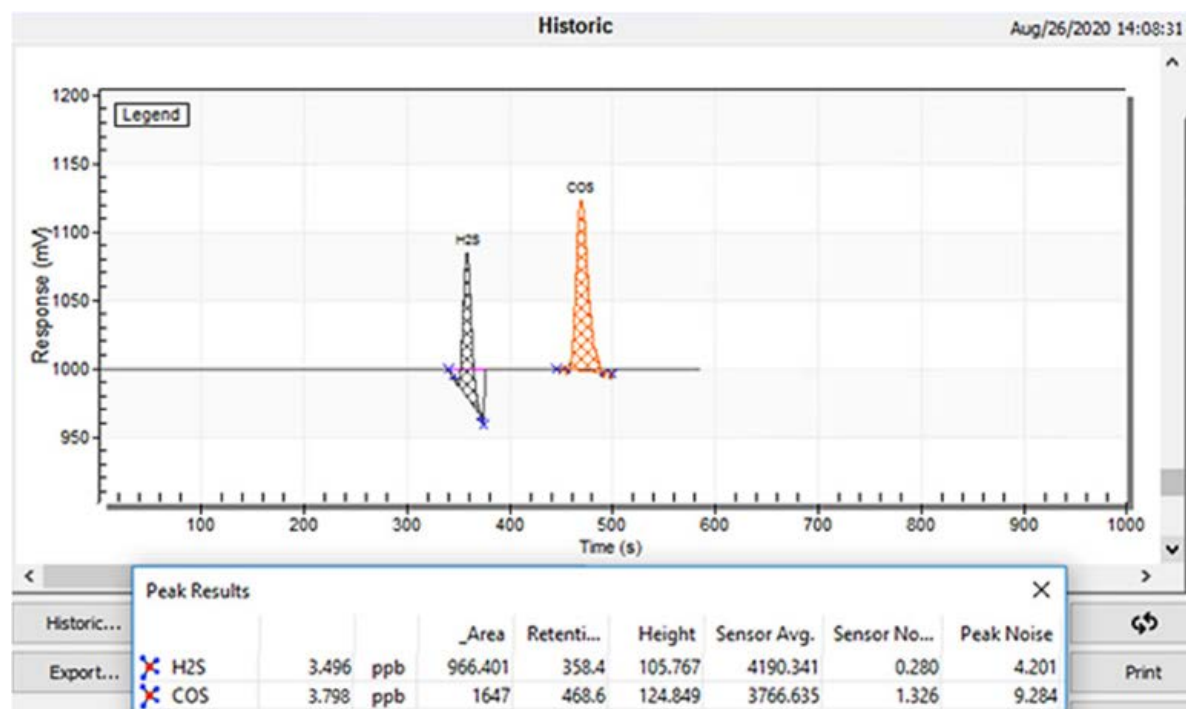 Historic
Aug/26/2020 14:08:31
Legend
1200
1150
1100
1050
1000
950
Response (mV)
H2S
COS
100 200 300 400 500 600 700 800 900 1000
Time (s)
Historic...
Export...
Print
Peak Results
_Area Retenti... Height Sensor Avg. Sensor No... Peak Noise
H2S 3.496 ppb 966.401 358.4 105.767 4190.341 0.280 4.201
COS 3.798 ppb 1647 468.6 124.849 3766.635 1.326 9.284